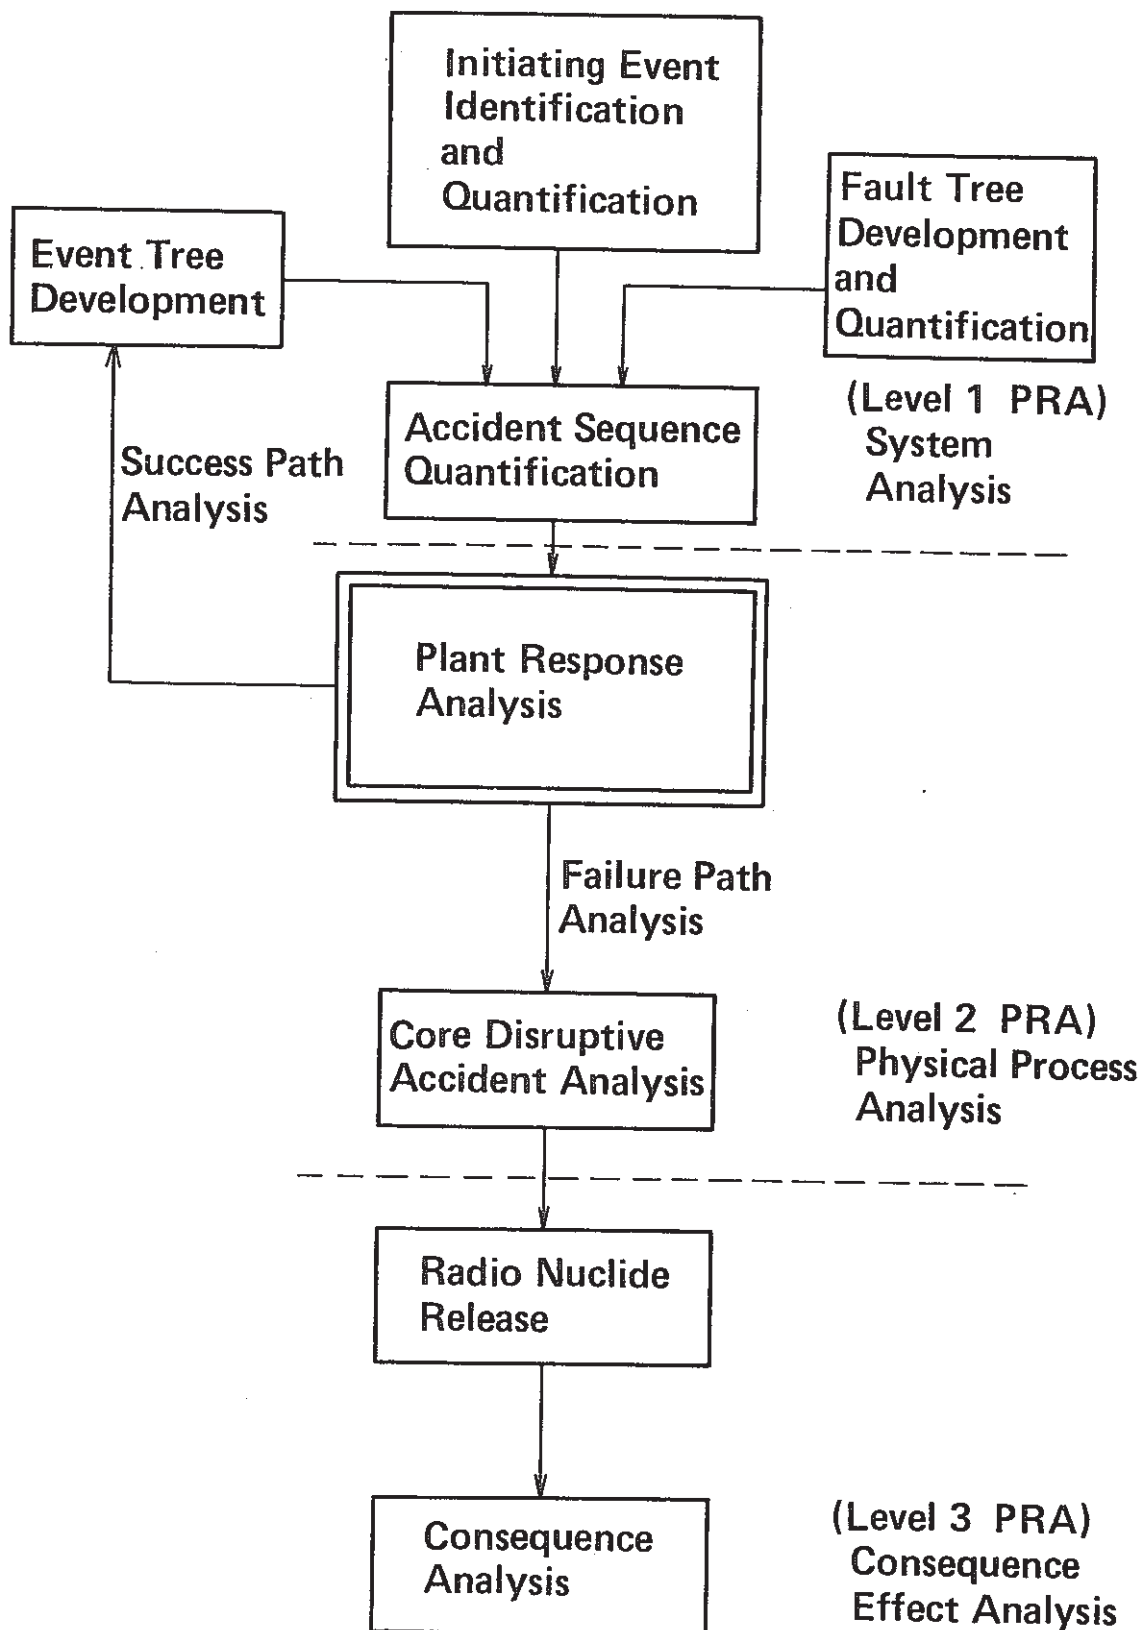 Initiating Event
Identification
and
Quantification
Fault Tree
Development
and
Quantification
Event Tree
Development
(Level 1 PRA)
System
Analysis
Accident Sequence
Quantification
Success Path
Analysis
Plant Response
Analysis
Failure Path
Analysis
(Level 2 PRA)
Physical Process
Analysis
Core Disruptive
Accident Analysis
Radio Nuclide
Release
(Level 3 PRA)
Consequence
Effect Analysis
Consequence
Analysis